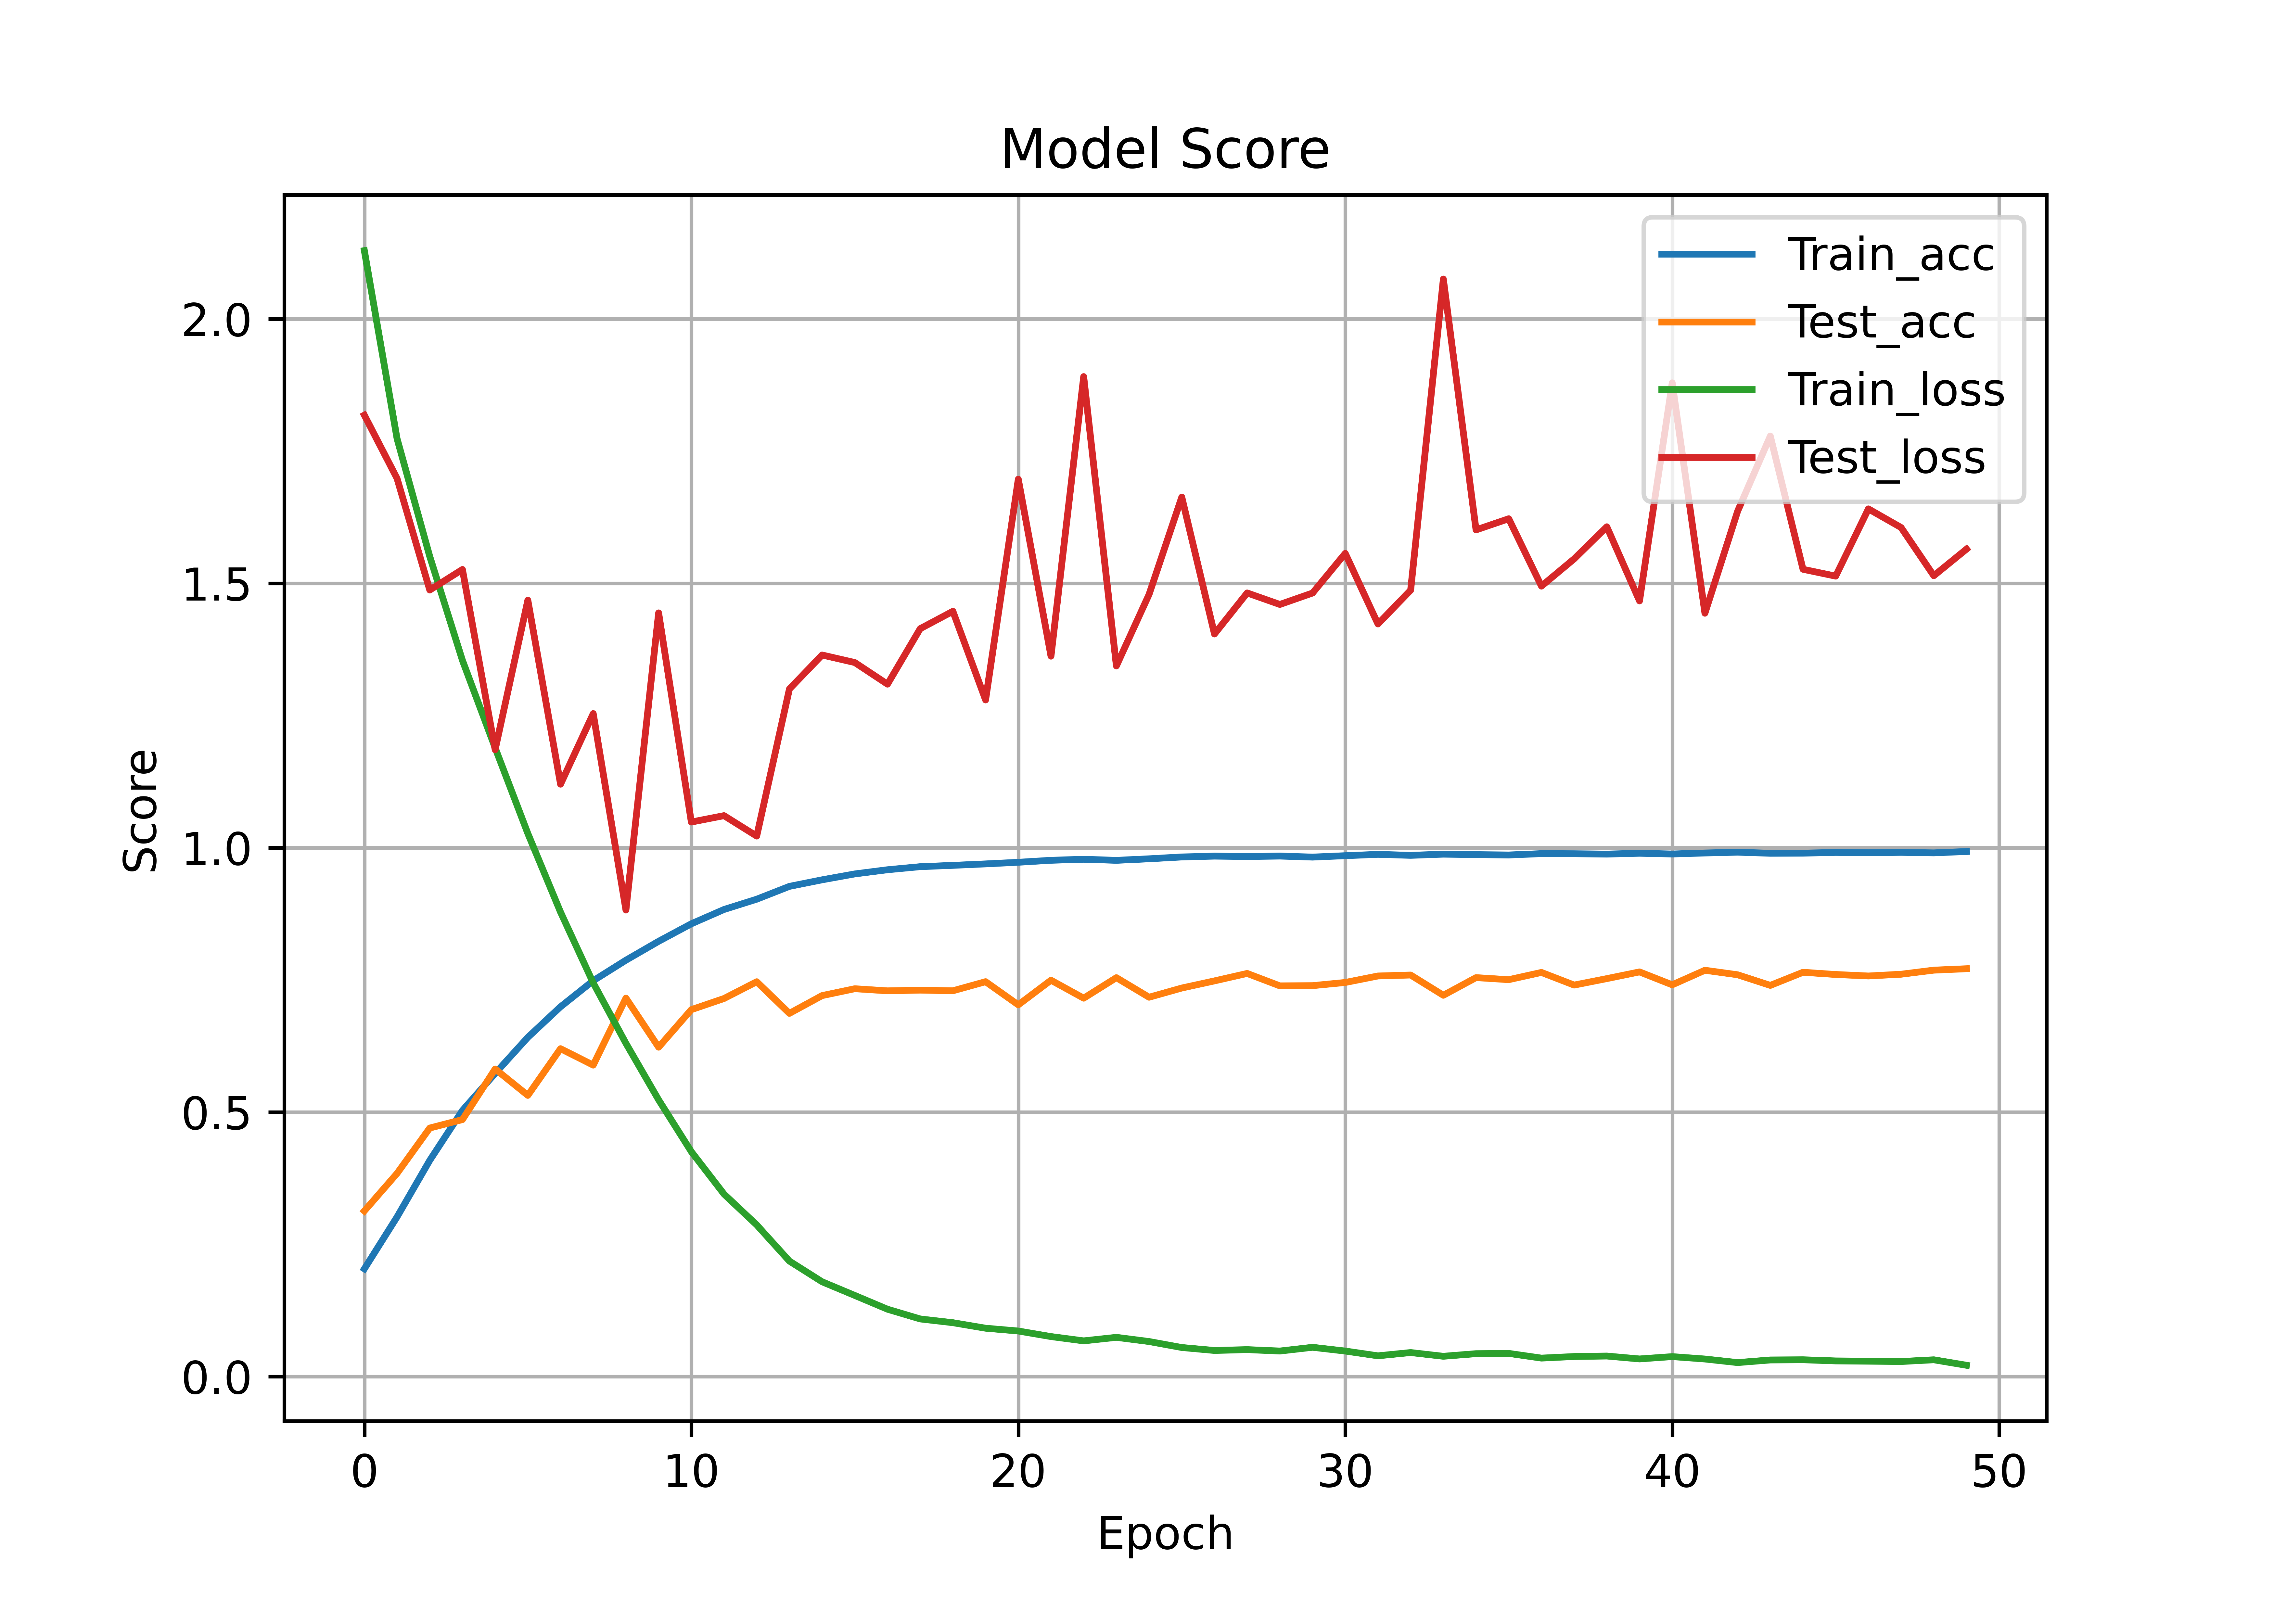 Model Score
Train_acc
Test_acc
Train_loss
Test_loss
2.0
1.5
1.0
0.5
0.0
Score
0 10 20 30 40 50
Epoch